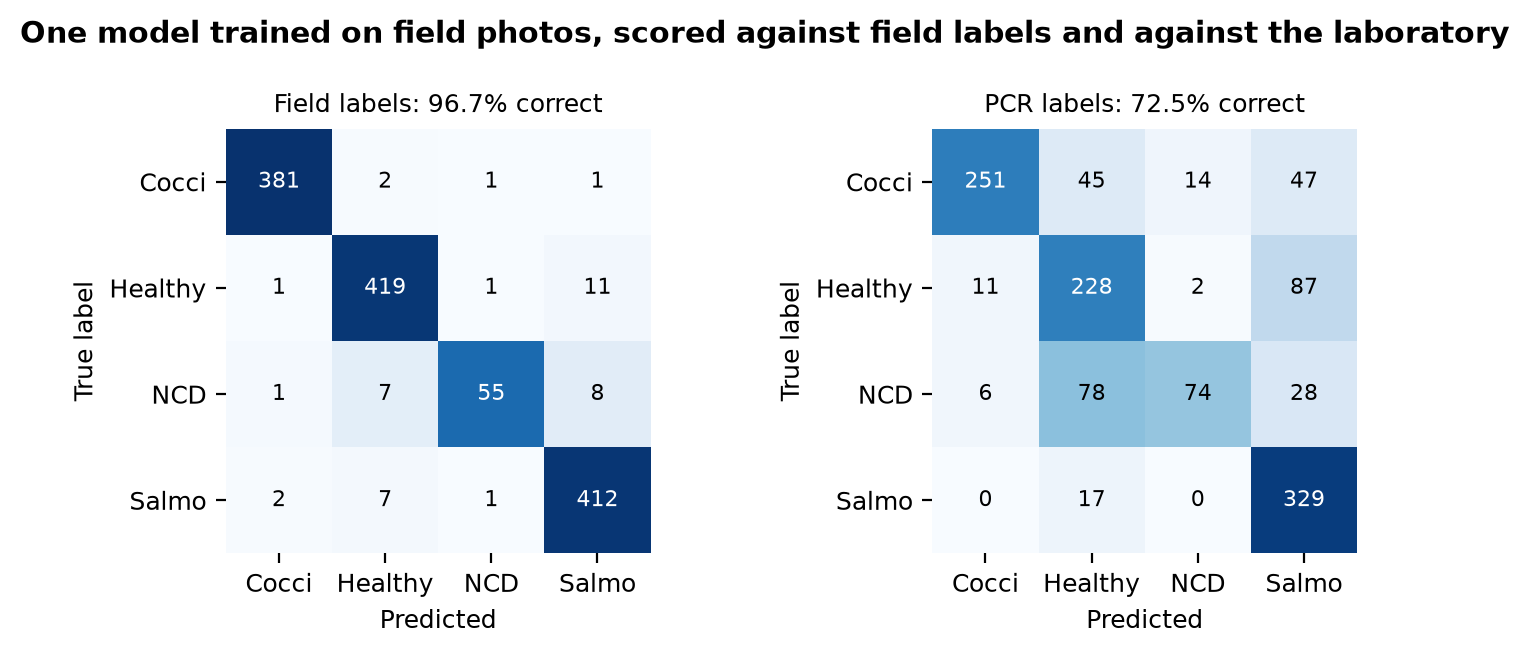 One model trained on field photos, scored against field labels and against the laboratory
Field labels: 96.7% correct
True label
Cocci 381 2 1 1
Healthy 1 419 1 11
NCD 1 7 55 8
Salmo 2 7 1 412
Cocci Healthy NCD Salmo
Predicted
PCR labels: 72.5% correct
True label
Cocci 251 45 14 47
Healthy 11 228 2 87
NCD 6 78 74 28
Salmo 0 17 0 329
Cocci Healthy NCD Salmo
Predicted